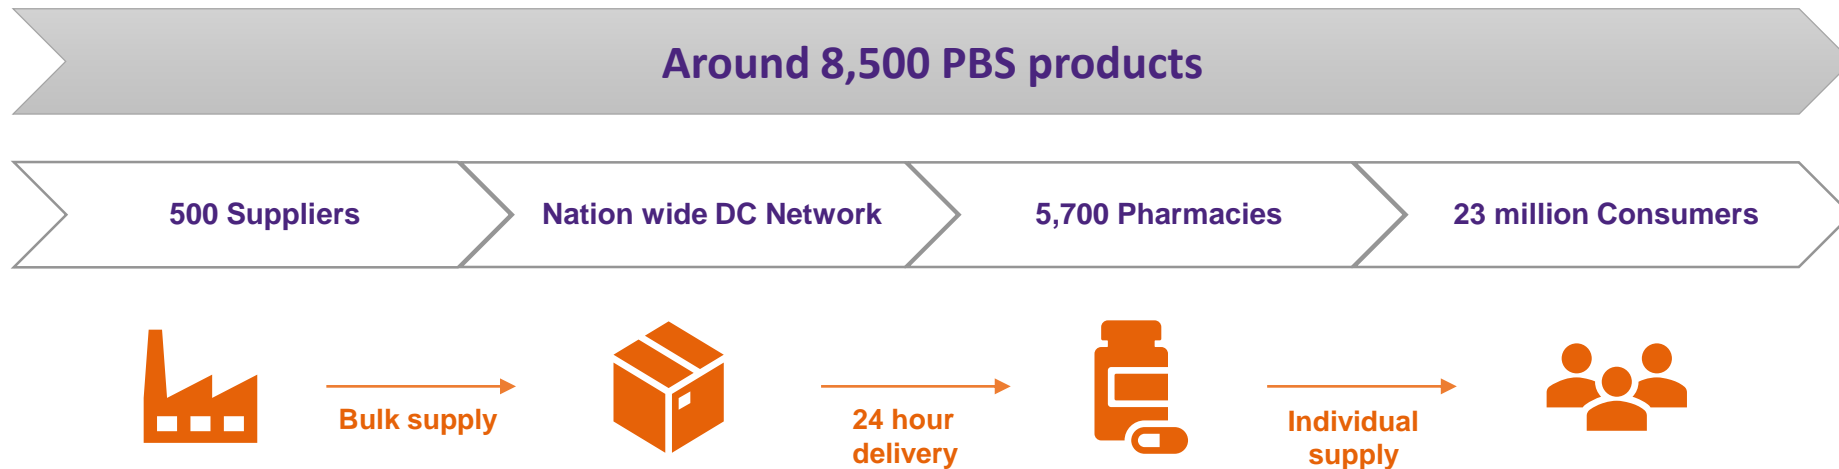 Around 8,500 PBS products
500 Suppliers
Nation wide DC Network
5,700 Pharmacies
23 million Consumers
Bulk supply
24 hour
delivery
Individual
supply